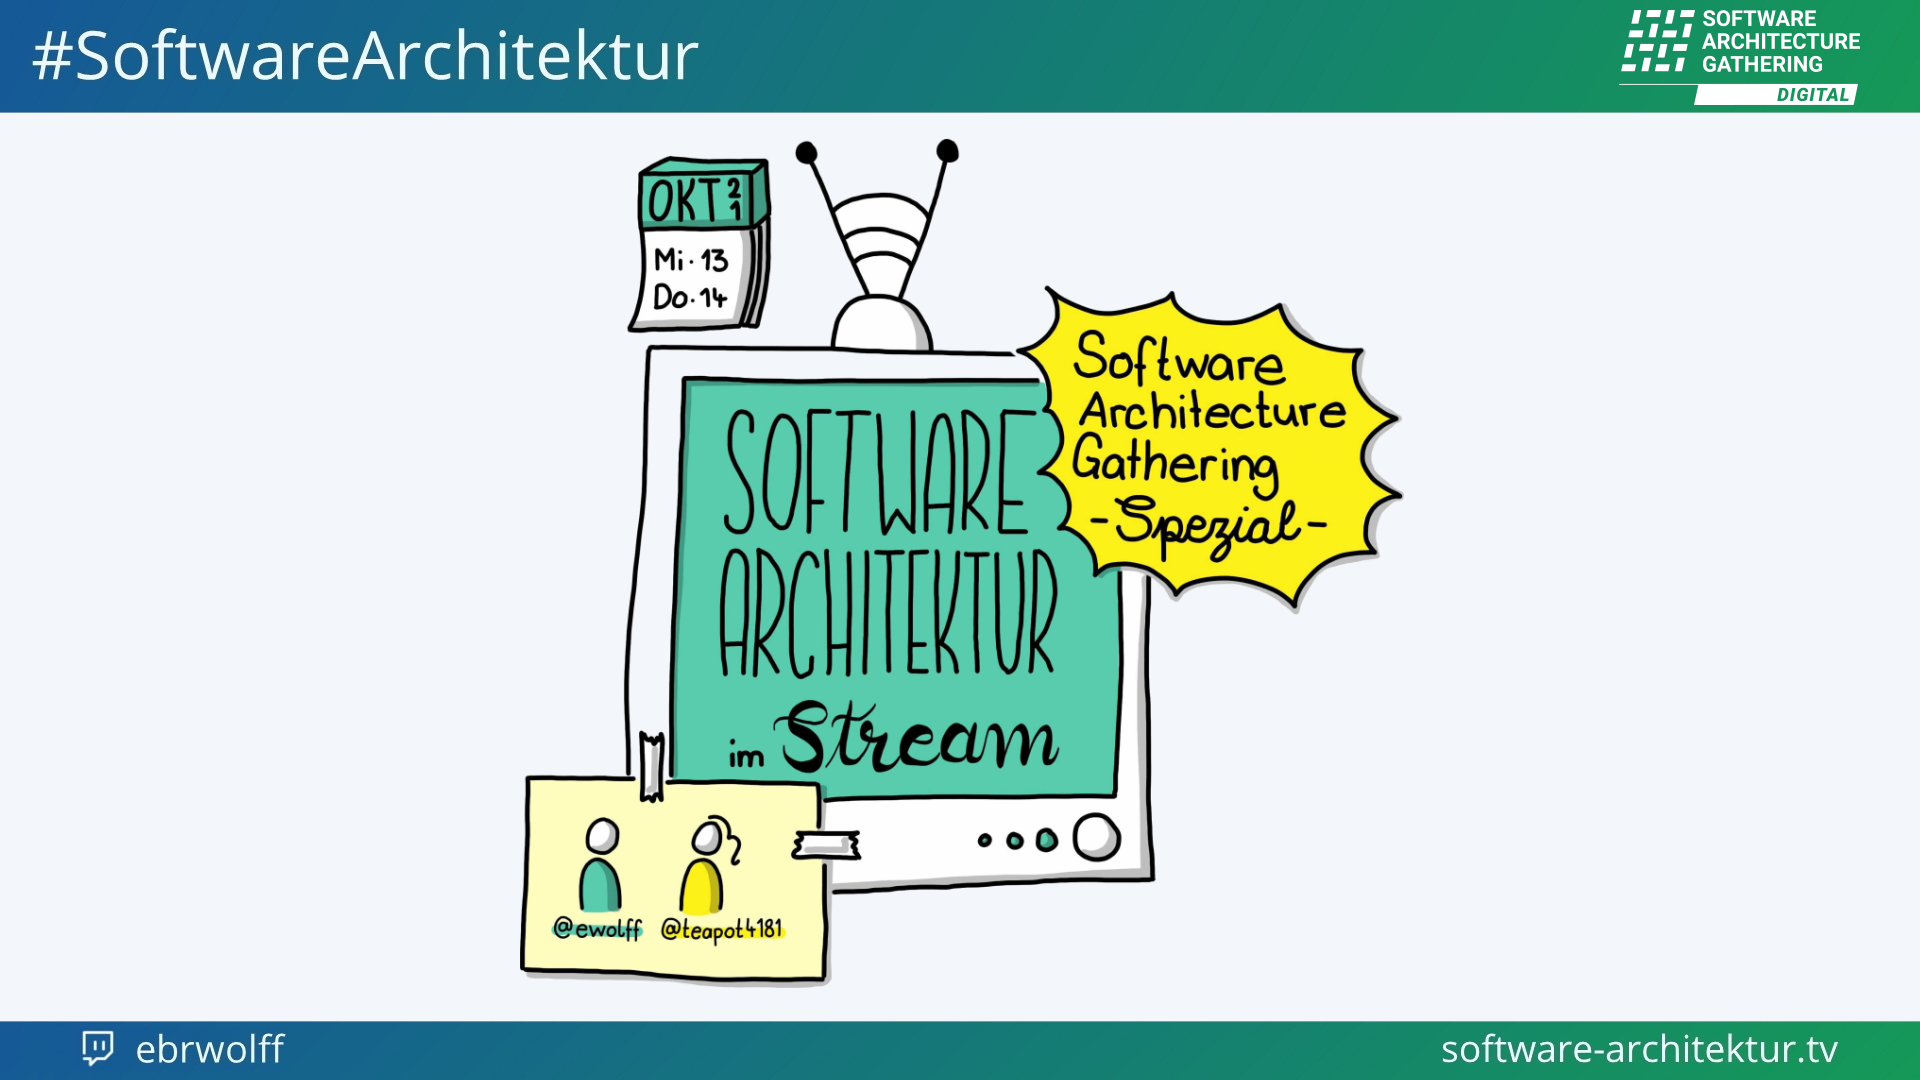 #SoftwareArchitektur
SOFTWARE
ARCHITECTURE
GATHERING
DIGITAL
OKT 21
Mi. 13
Do. 14
Software
Architecture
Gathering
-Spezial-
SOFTWARE
ARCHITEKTUR
im Stream
@ewolff @teapot4181
ebrwolff
software-architektur.tv